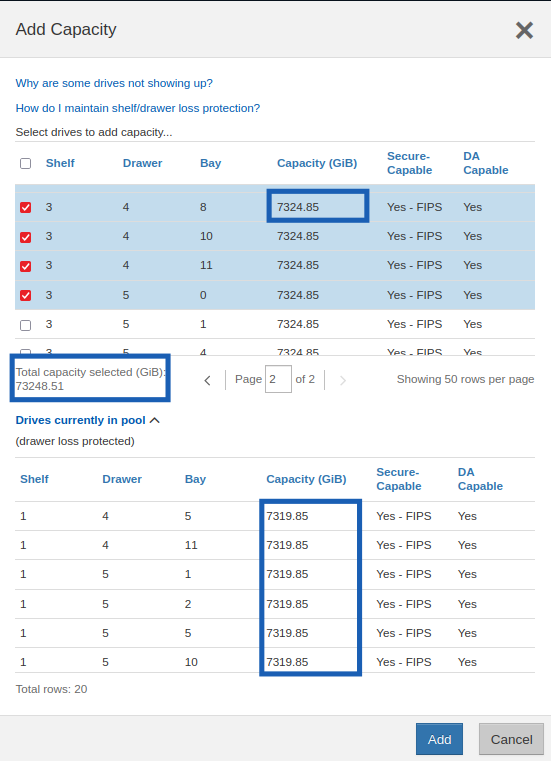 Add Capacity
Why are some drives not showing up?
How do I maintain shelf/drawer loss protection?
Select drives to add capacity...
Shelf Drawer Bay Capacity (GiB) Secure-Capable DA Capable
3 4 8 7324.85 Yes - FIPS Yes
3 4 10 7324.85 Yes - FIPS Yes
3 4 11 7324.85 Yes - FIPS Yes
3 5 0 7324.85 Yes - FIPS Yes
3 5 1 7324.85 Yes - FIPS Yes
3 5 4 7324.85 Yes - FIPS Yes
Total capacity selected (GiB):
73248.51
Page 2 of 2
Showing 50 rows per page
Drives currently in pool
(drawer loss protected)
Shelf Drawer Bay Capacity (GiB) Secure-Capable DA Capable
1 4 5 7319.85 Yes - FIPS Yes
1 4 11 7319.85 Yes - FIPS Yes
1 5 1 7319.85 Yes - FIPS Yes
1 5 2 7319.85 Yes - FIPS Yes
1 5 5 7319.85 Yes - FIPS Yes
1 5 10 7319.85 Yes - FIPS Yes
Total rows: 20
Add Cancel